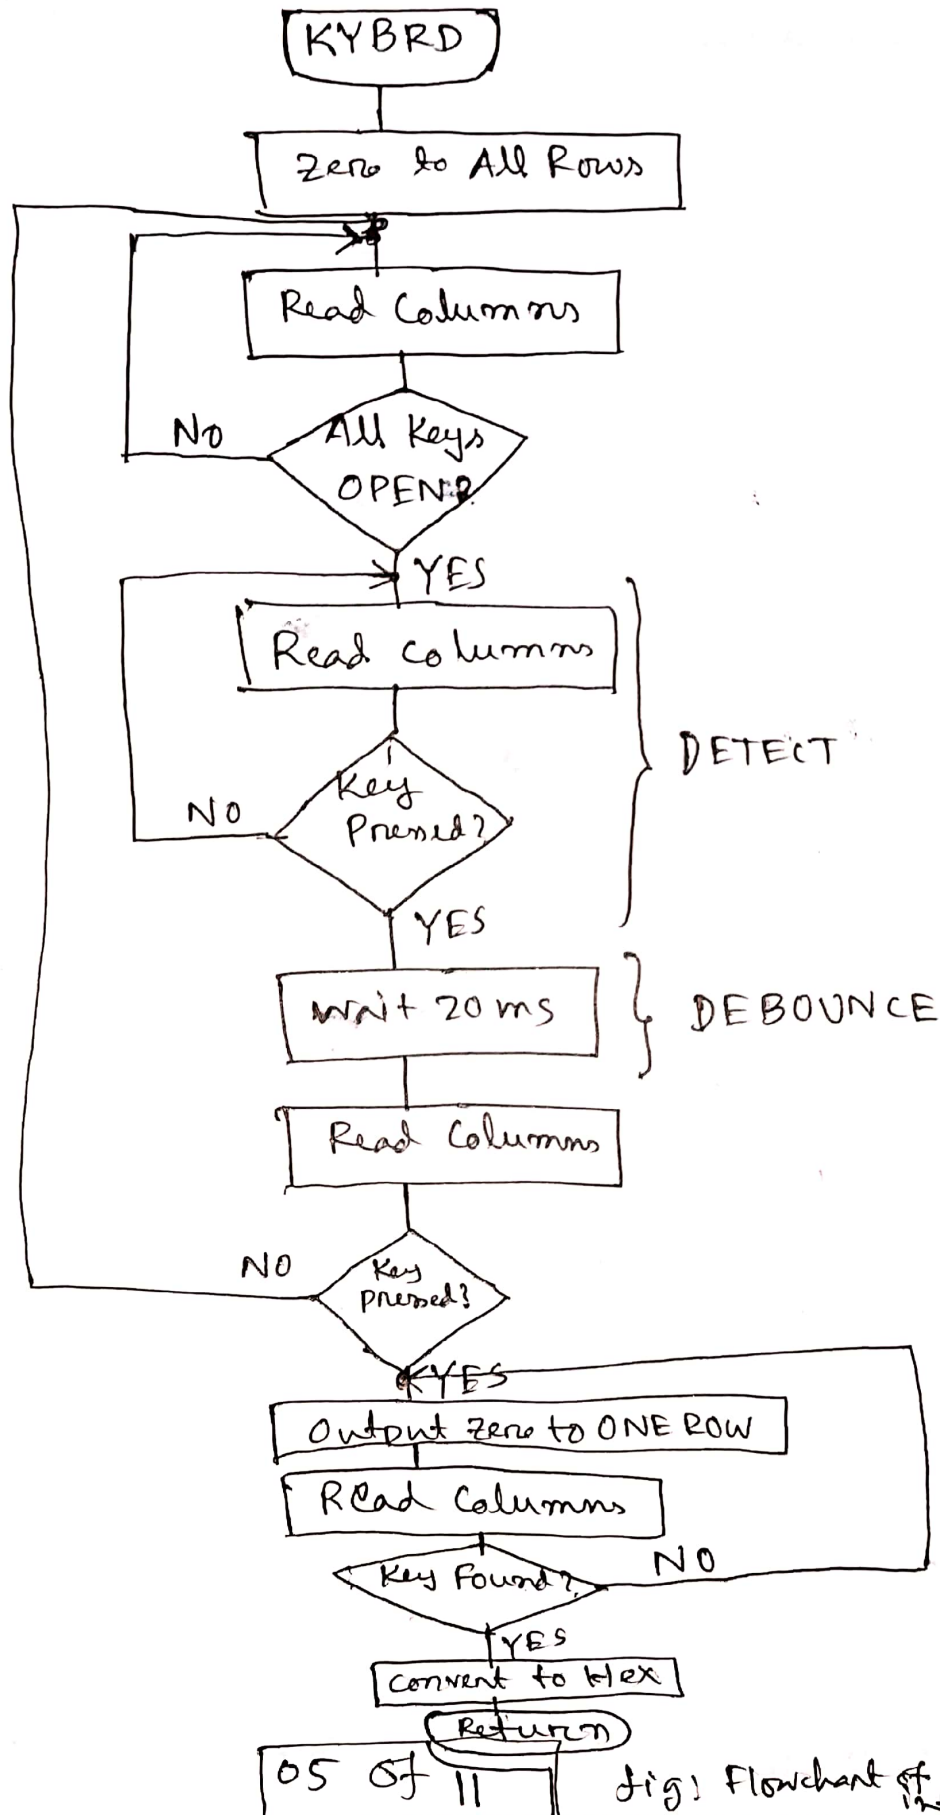 KYBRD
Zero to All Rows
Read Columns
No
All Keys
OPEN?
YES
Read columns
DETECT
Key
Pressed?
NO
YES
Wait 20 ms
DEBOUNCE
Read Columns
NO
Key
pressed?
YES
Output zero to ONE ROW
Read Columns
Key Found?
NO
YES
Convert to Hex
Return
05 of 11
fig: Flowchart of